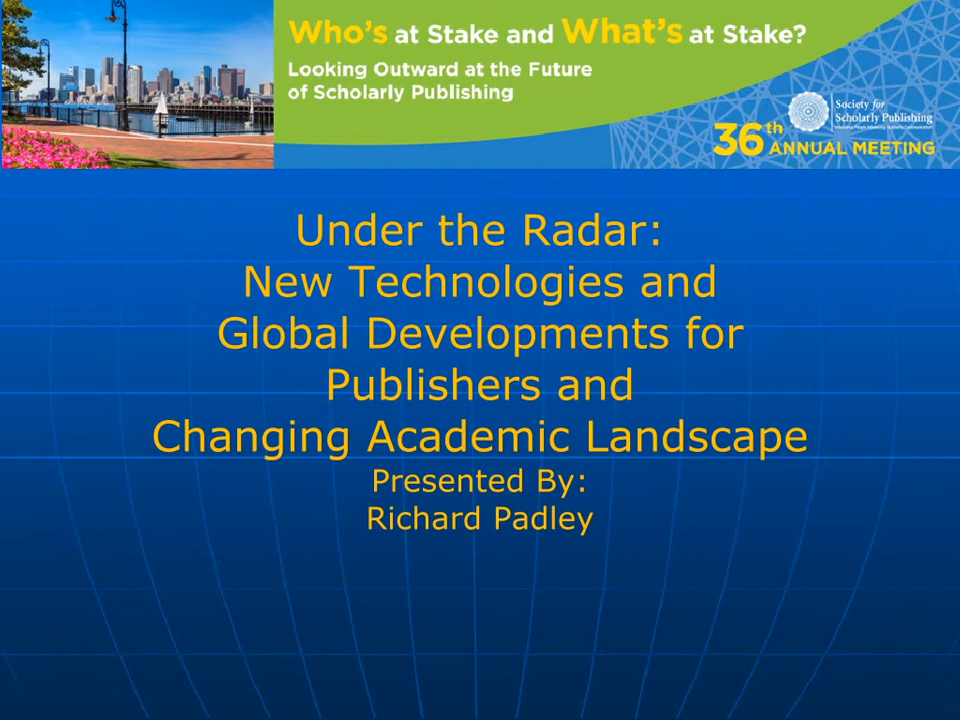 Who's at Stake and What's at Stake?
Looking Outward at the Future
of Scholarly Publishing
Society for
Scholarly Publishing
36th ANNUAL MEETING
Under the Radar:
New Technologies and
Global Developments for
Publishers and
Changing Academic Landscape
Presented By:
Richard Padley